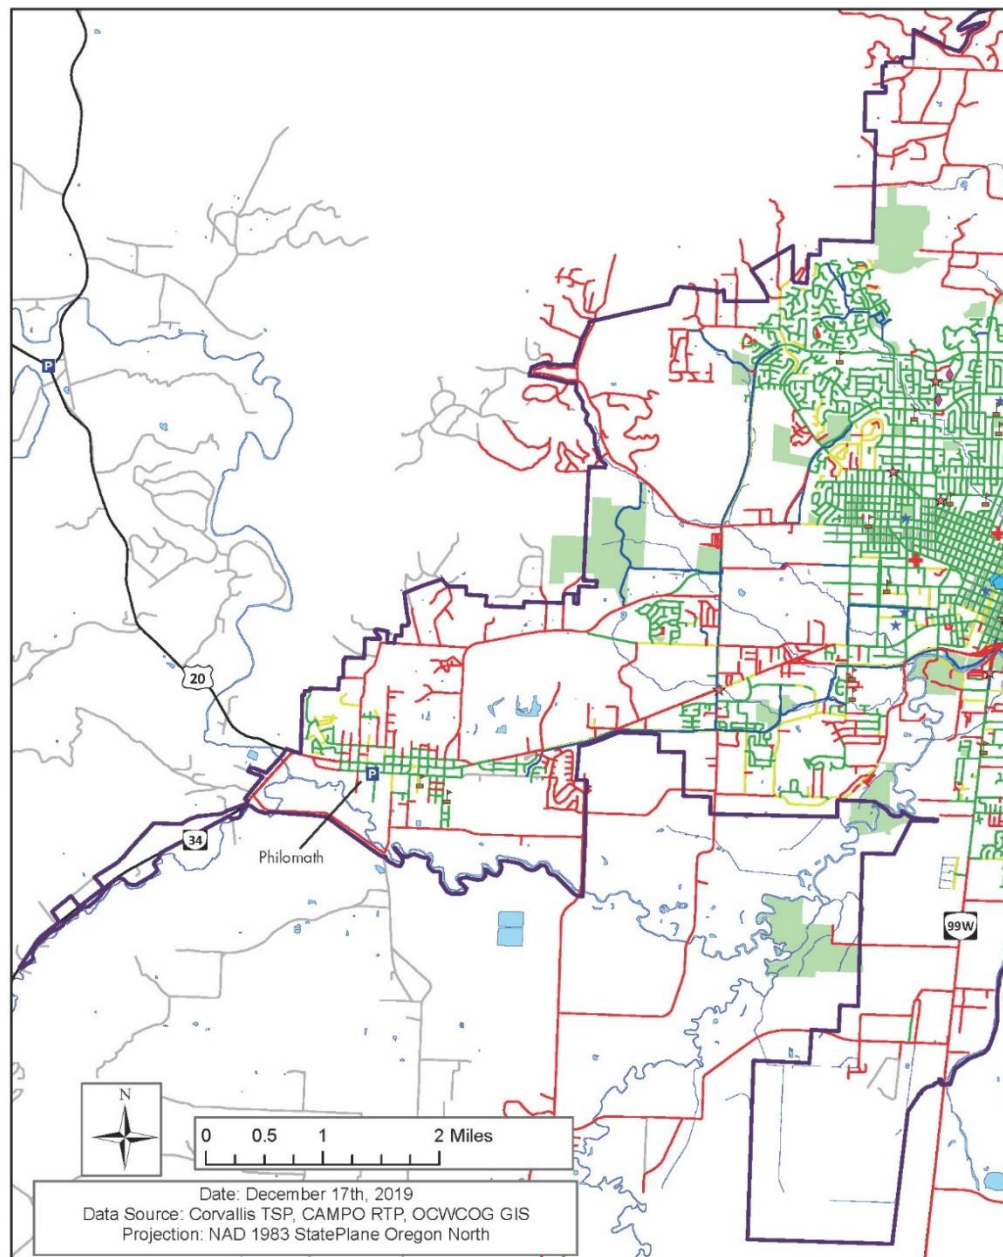 P
20
34
P
Philomath
99W
N
0 0.5 1 2 Miles
Date: December 17th, 2019
Data Source: Corvallis TSP, CAMPO RTP, OCWCOG GIS
Projection: NAD 1983 StatePlane Oregon North